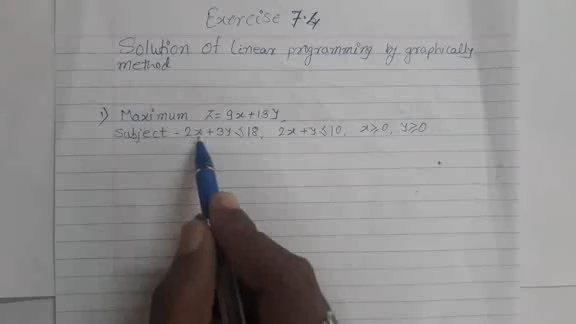 Exercise 7.4
Solution of linear programming by graphically
method
1) Maximum z=9x+13y
Subject - 2x+3y≤18, 2x+y≤10, x≥0, y≥0